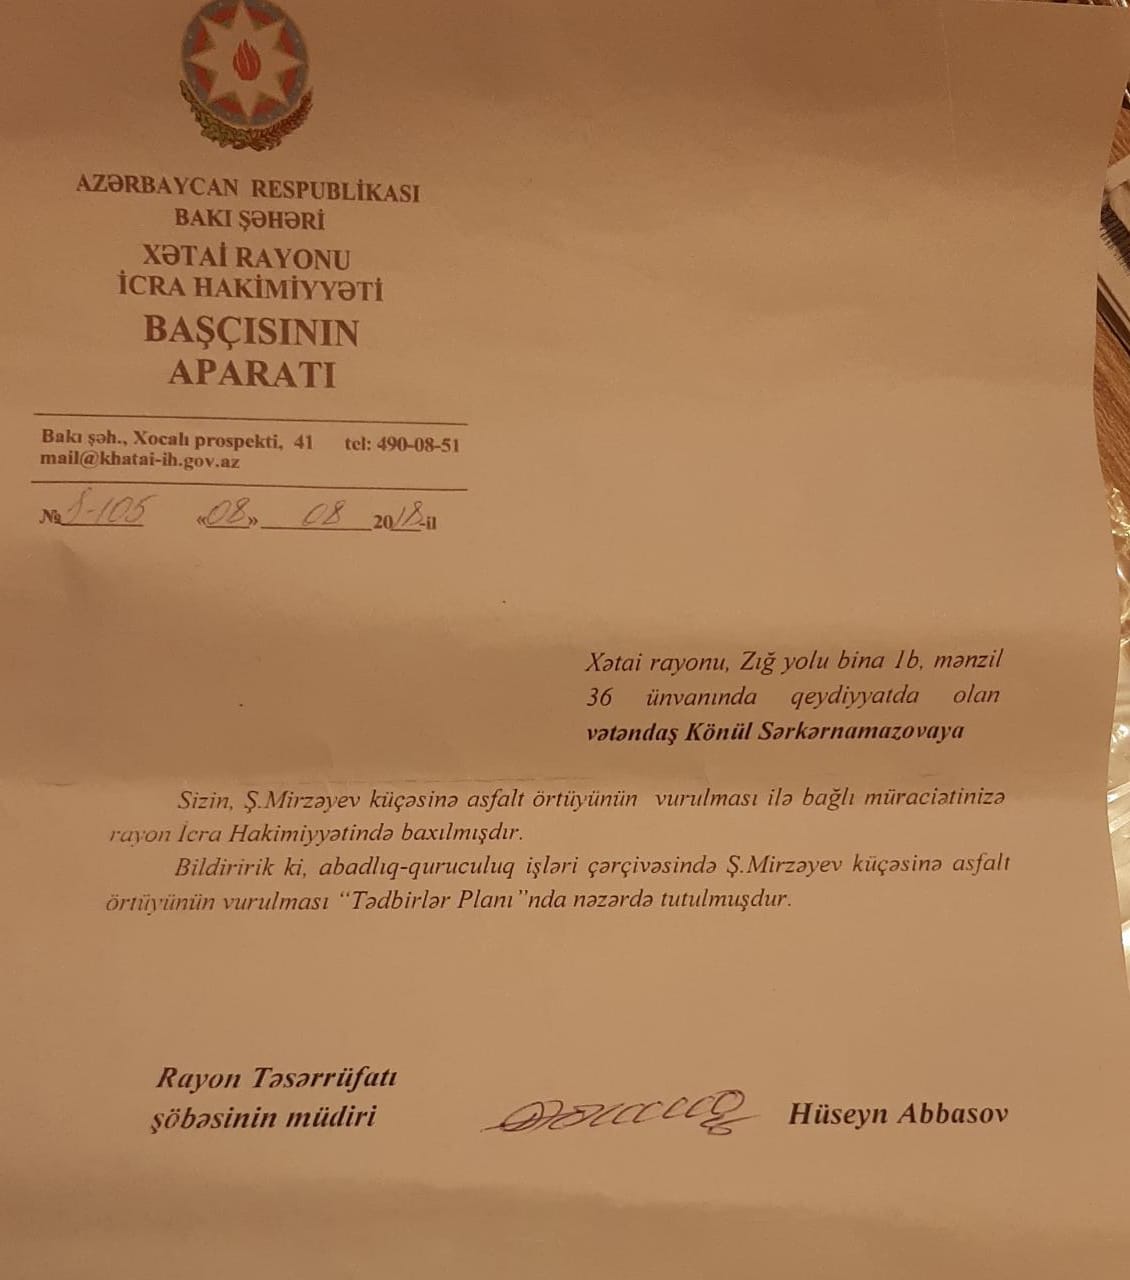 AZƏRBAYCAN RESPUBLİKASI
BAKI ŞƏHƏRİ
XƏTAİ RAYONU
İCRA HAKİMİYYƏTİ
BAŞÇISININ
APARATI
Bakı şəh., Xocalı prospekti, 41 tel: 490-08-51
mail@khatai-ih.gov.az
№ «08» 08 2018-il
Xətai rayonu, Zığ yolu bina 1b, mənzil
36 ünvanında qeydiyyatda olan
vətəndaş Könül Sərkərnamazovaya
Sizin, Ş.Mirzəyev küçəsinə asfalt örtüyünün vurulması ilə bağlı müraciətinizə
rayon İcra Hakimiyyətində baxılmışdır.
Bildiririk ki, abadlıq-quruculuq işləri çərçivəsində Ş.Mirzəyev küçəsinə asfalt
örtüyünün vurulması “Tədbirlər Planı”nda nəzərdə tutulmuşdur.
Rayon Təsərrüfatı
şöbəsinin müdiri Hüseyn Abbasov